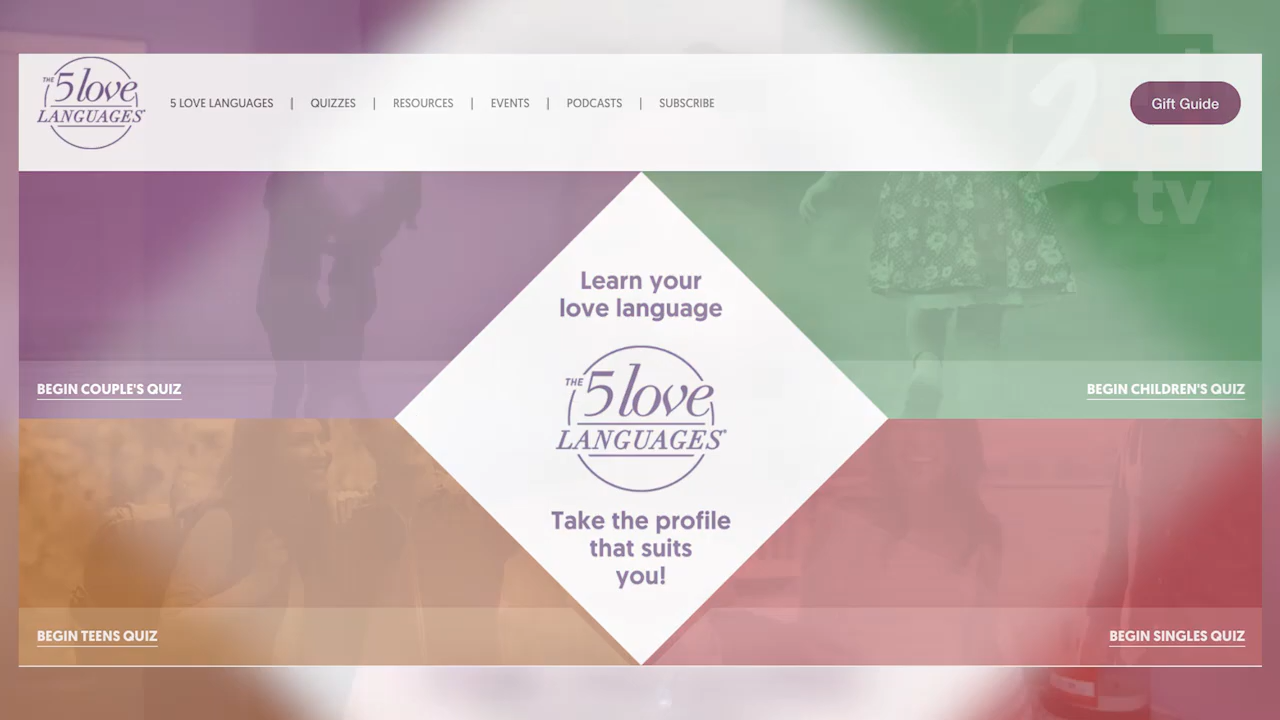 THE
5 love
LANGUAGES®
5 LOVE LANGUAGES | QUIZZES | RESOURCES | EVENTS | PODCASTS | SUBSCRIBE
Gift Guide
2
.tv
Learn your
love language
THE
5 love
LANGUAGES®
Take the profile
that suits
you!
BEGIN COUPLE'S QUIZ
BEGIN CHILDREN'S QUIZ
BEGIN TEENS QUIZ
BEGIN SINGLES QUIZ